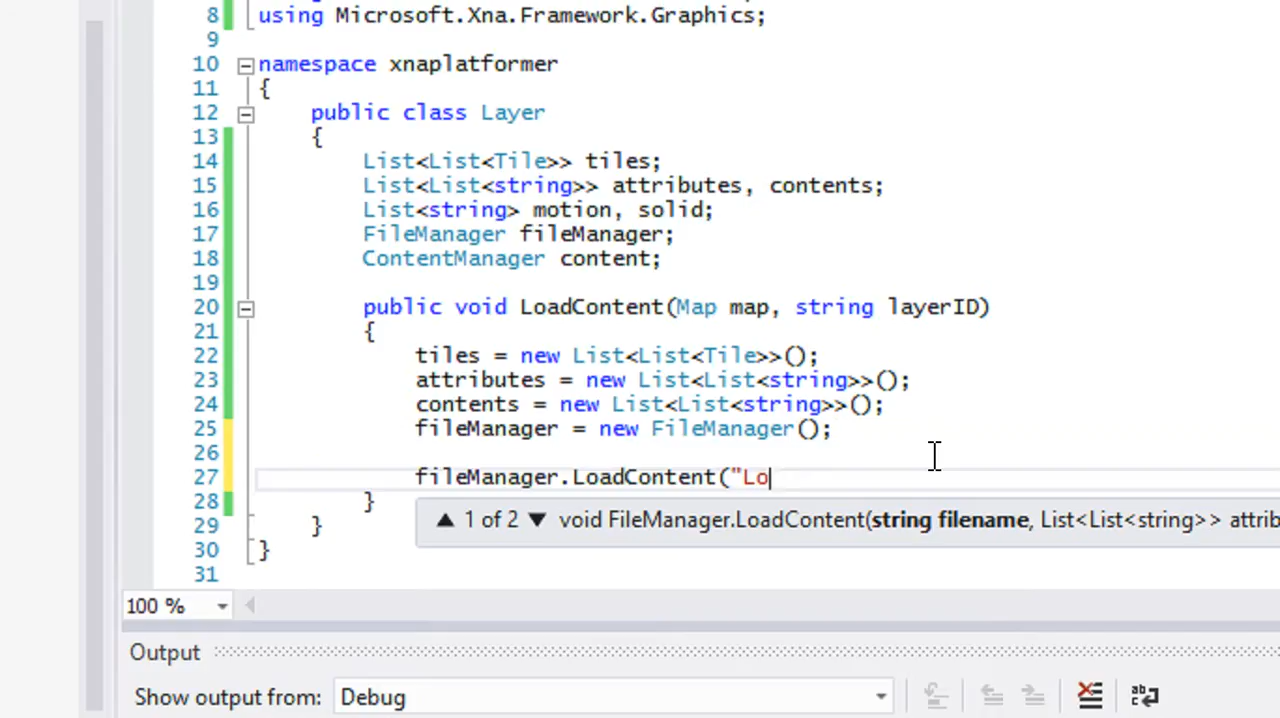 8 using Microsoft.Xna.Framework.Graphics;
9
10 namespace xnaplatformer
11 {
12 public class Layer
13 {
14 List<List<Tile>> tiles;
15 List<List<string>> attributes, contents;
16 List<string> motion, solid;
17 FileManager fileManager;
18 ContentManager content;
19
20 public void LoadContent(Map map, string layerID)
21 {
22 tiles = new List<List<Tile>>();
23 attributes = new List<List<string>>();
24 contents = new List<List<string>>();
25 fileManager = new FileManager();
26
27 fileManager.LoadContent("Lo
28 }
▲ 1 of 2 ▼ void FileManager.LoadContent(string filename, List<List<string>> attrib
29 }
30 }
31
100 %
Output
Show output from: Debug